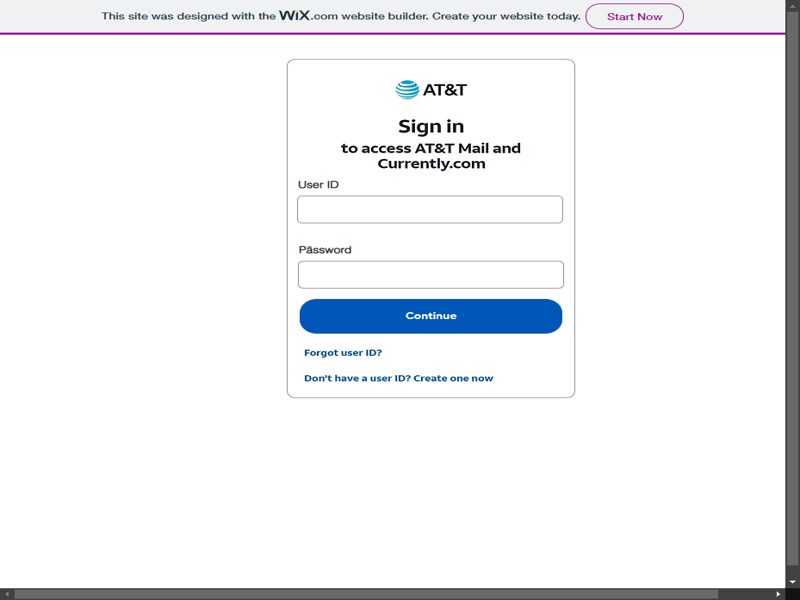 This site was designed with the WiX.com website builder. Create your website today. Start Now
AT&T
Sign in
to access AT&T Mail and
Currently.com
User ID
Pāssword
Continue
Forgot user ID?
Don't have a user ID? Create one now